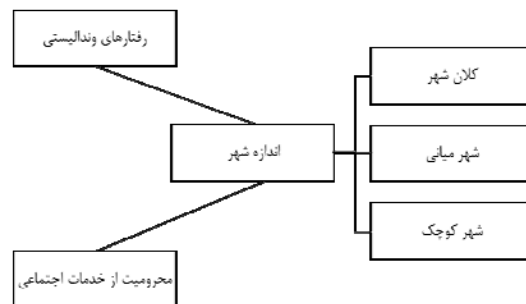 رفتارهای وندالیستی
کلان شهر
اندازه شهر
شهر میانی
شهر کوچک
محرومیت از خدمات اجتماعی